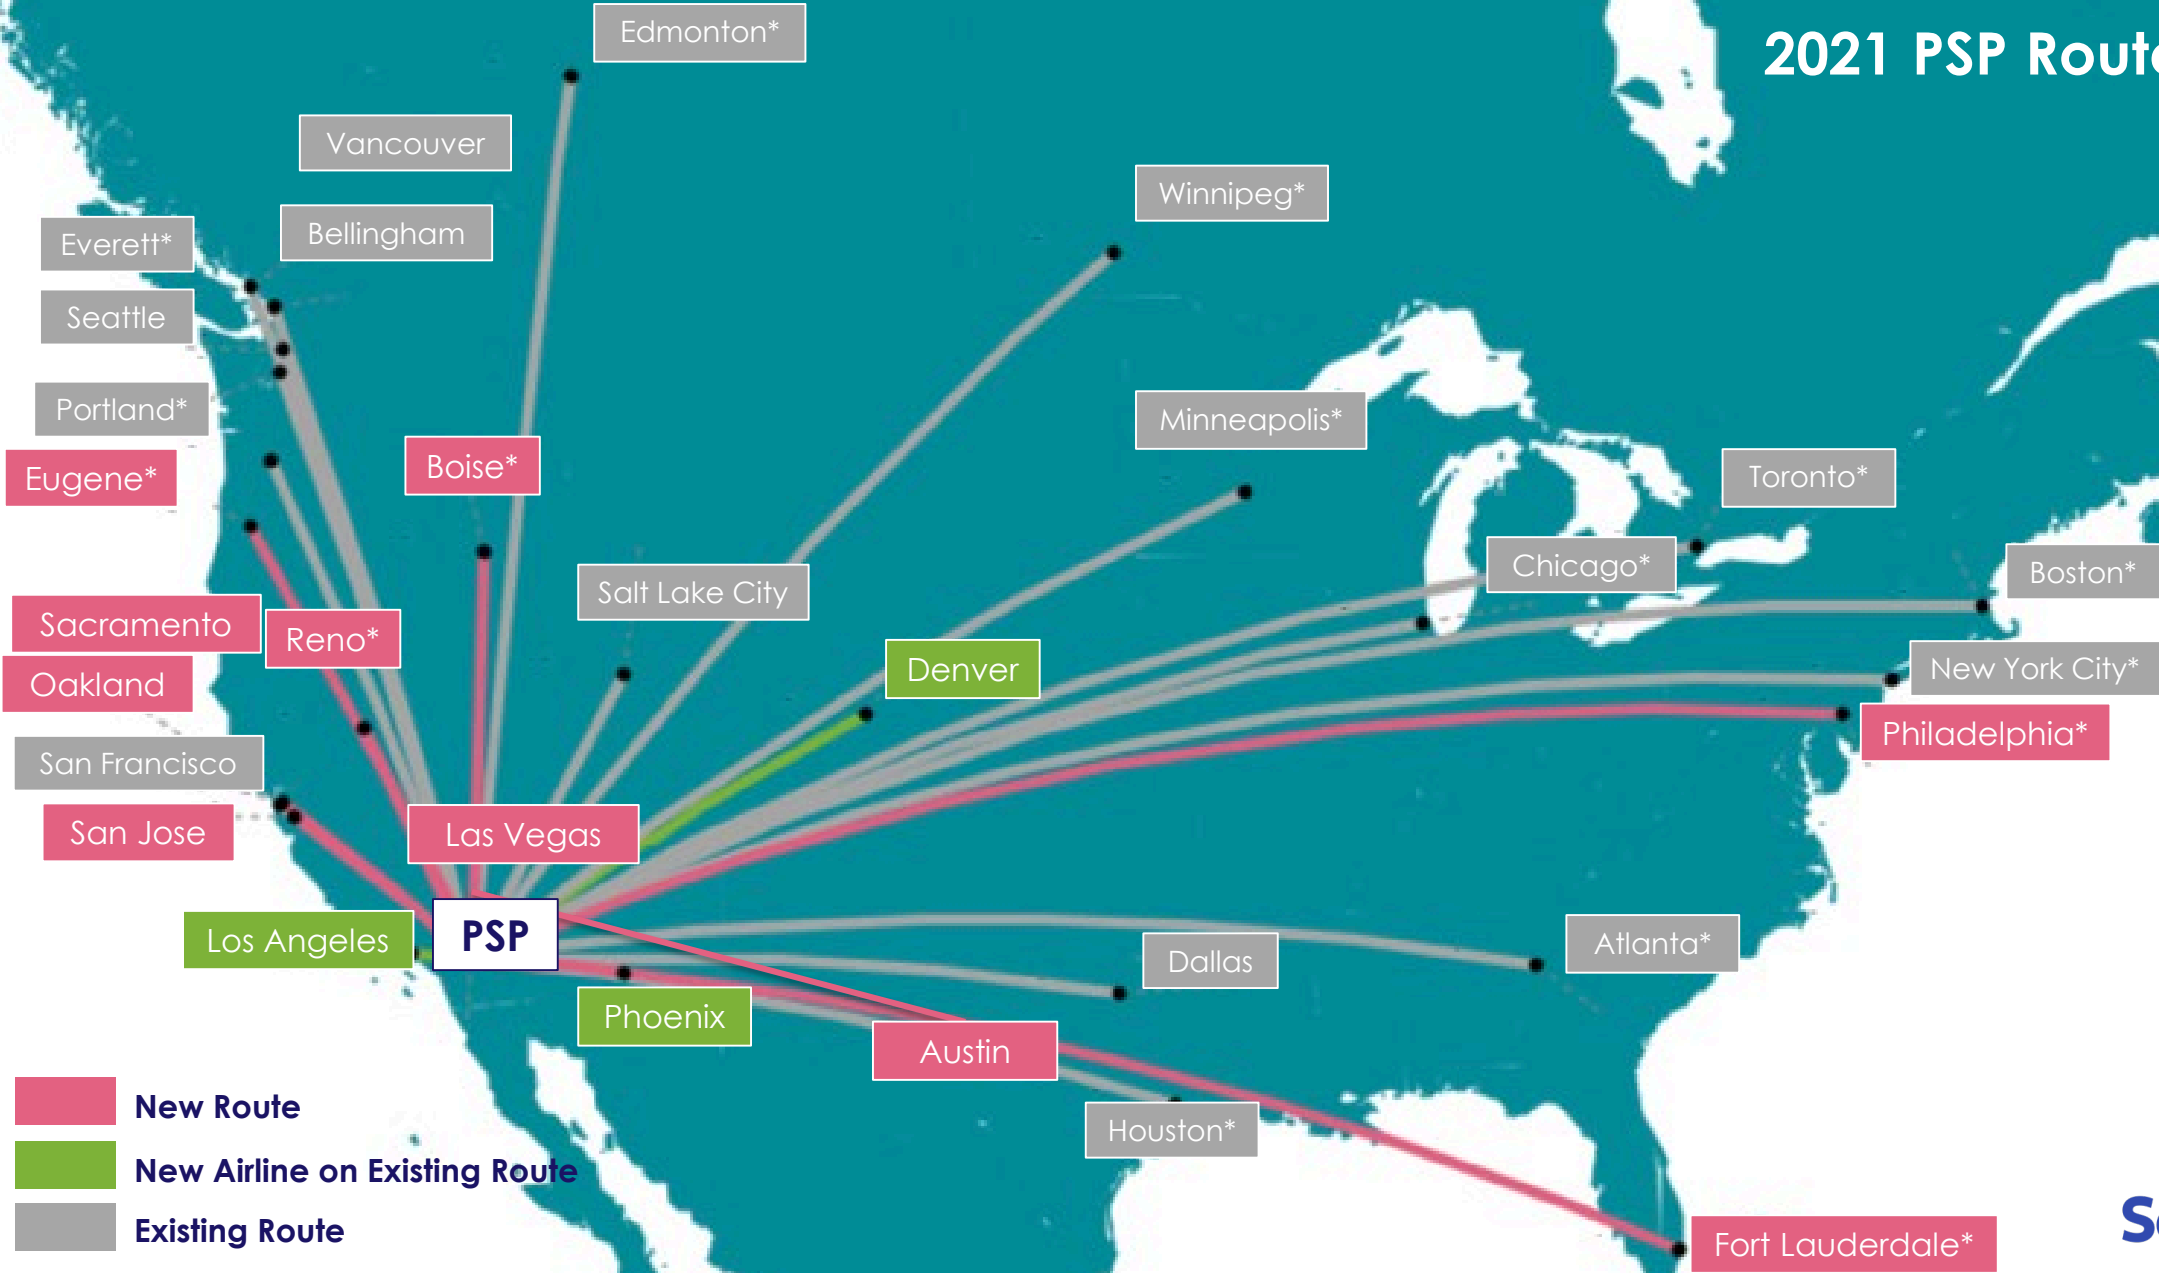 Edmonton*
2021 PSP Route
Vancouver
Winnipeg*
Everett*
Bellingham
Seattle
Portland*
Minneapolis*
Eugene*
Boise*
Toronto*
Salt Lake City
Chicago*
Boston*
Sacramento
Reno*
Oakland
Denver
New York City*
Philadelphia*
San Francisco
San Jose
Las Vegas
Los Angeles
PSP
Dallas
Atlanta*
Phoenix
Austin
Houston*
New Route
New Airline on Existing Route
Existing Route
Fort Lauderdale*